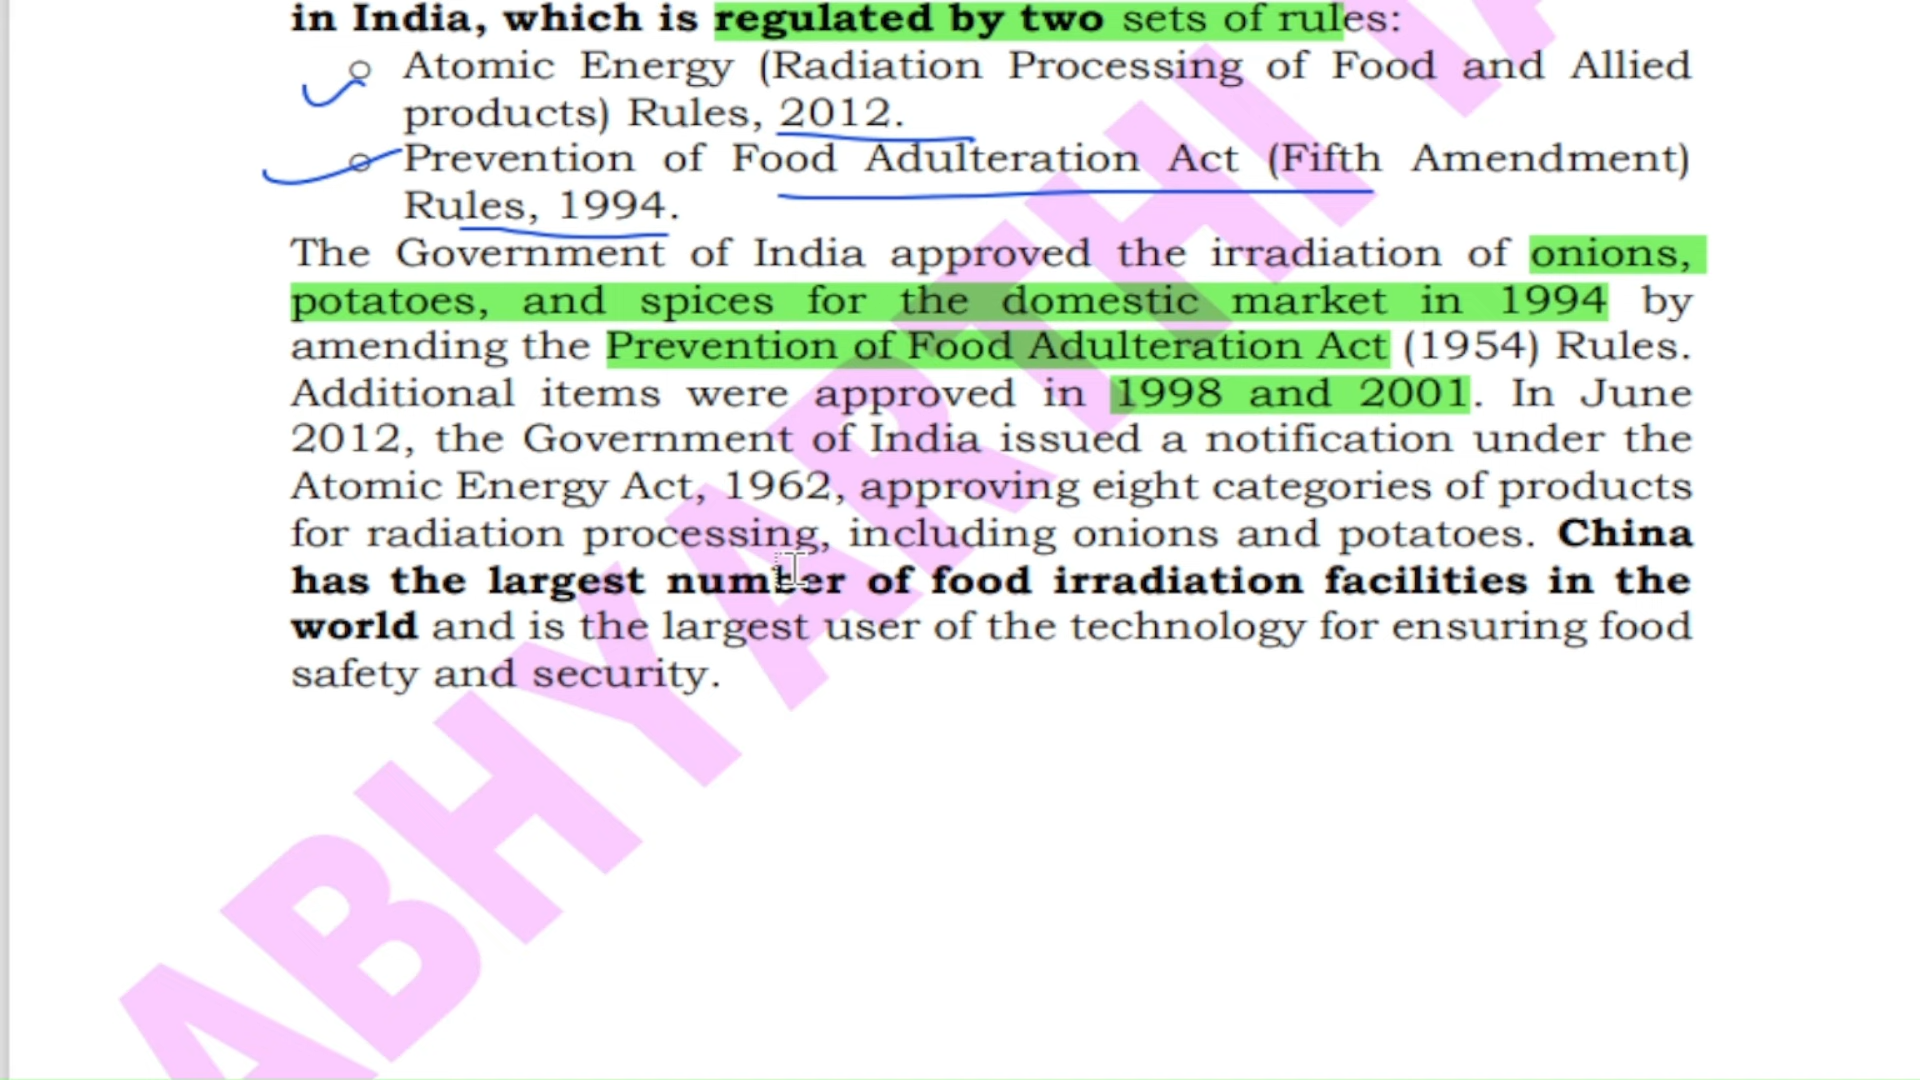 in India, which is regulated by two sets of rules:
Atomic Energy (Radiation Processing of Food and Allied
products) Rules, 2012.
Prevention of Food Adulteration Act (Fifth Amendment)
Rules, 1994.
The Government of India approved the irradiation of onions,
potatoes, and spices for the domestic market in 1994 by
amending the Prevention of Food Adulteration Act (1954) Rules.
Additional items were approved in 1998 and 2001. In June
2012, the Government of India issued a notification under the
Atomic Energy Act, 1962, approving eight categories of products
for radiation processing, including onions and potatoes. China
has the largest number of food irradiation facilities in the
world and is the largest user of the technology for ensuring food
safety and security.
ABHYARTHI